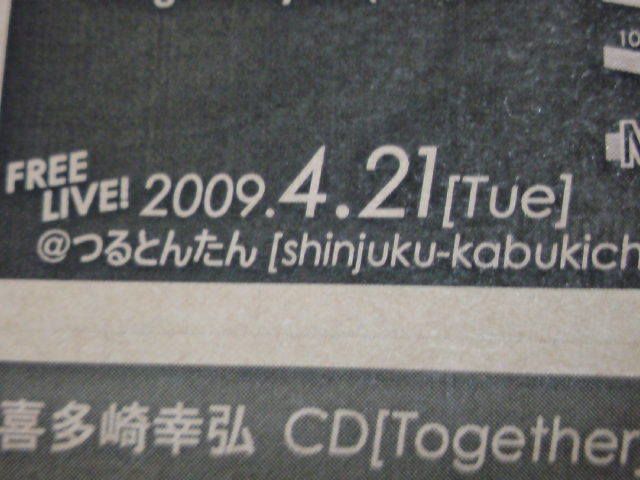 10
FREE
LIVE! 2009.4.21[Tue]
@つるとんたん [shinjuku-kabukich
喜多崎幸弘 CD[Together